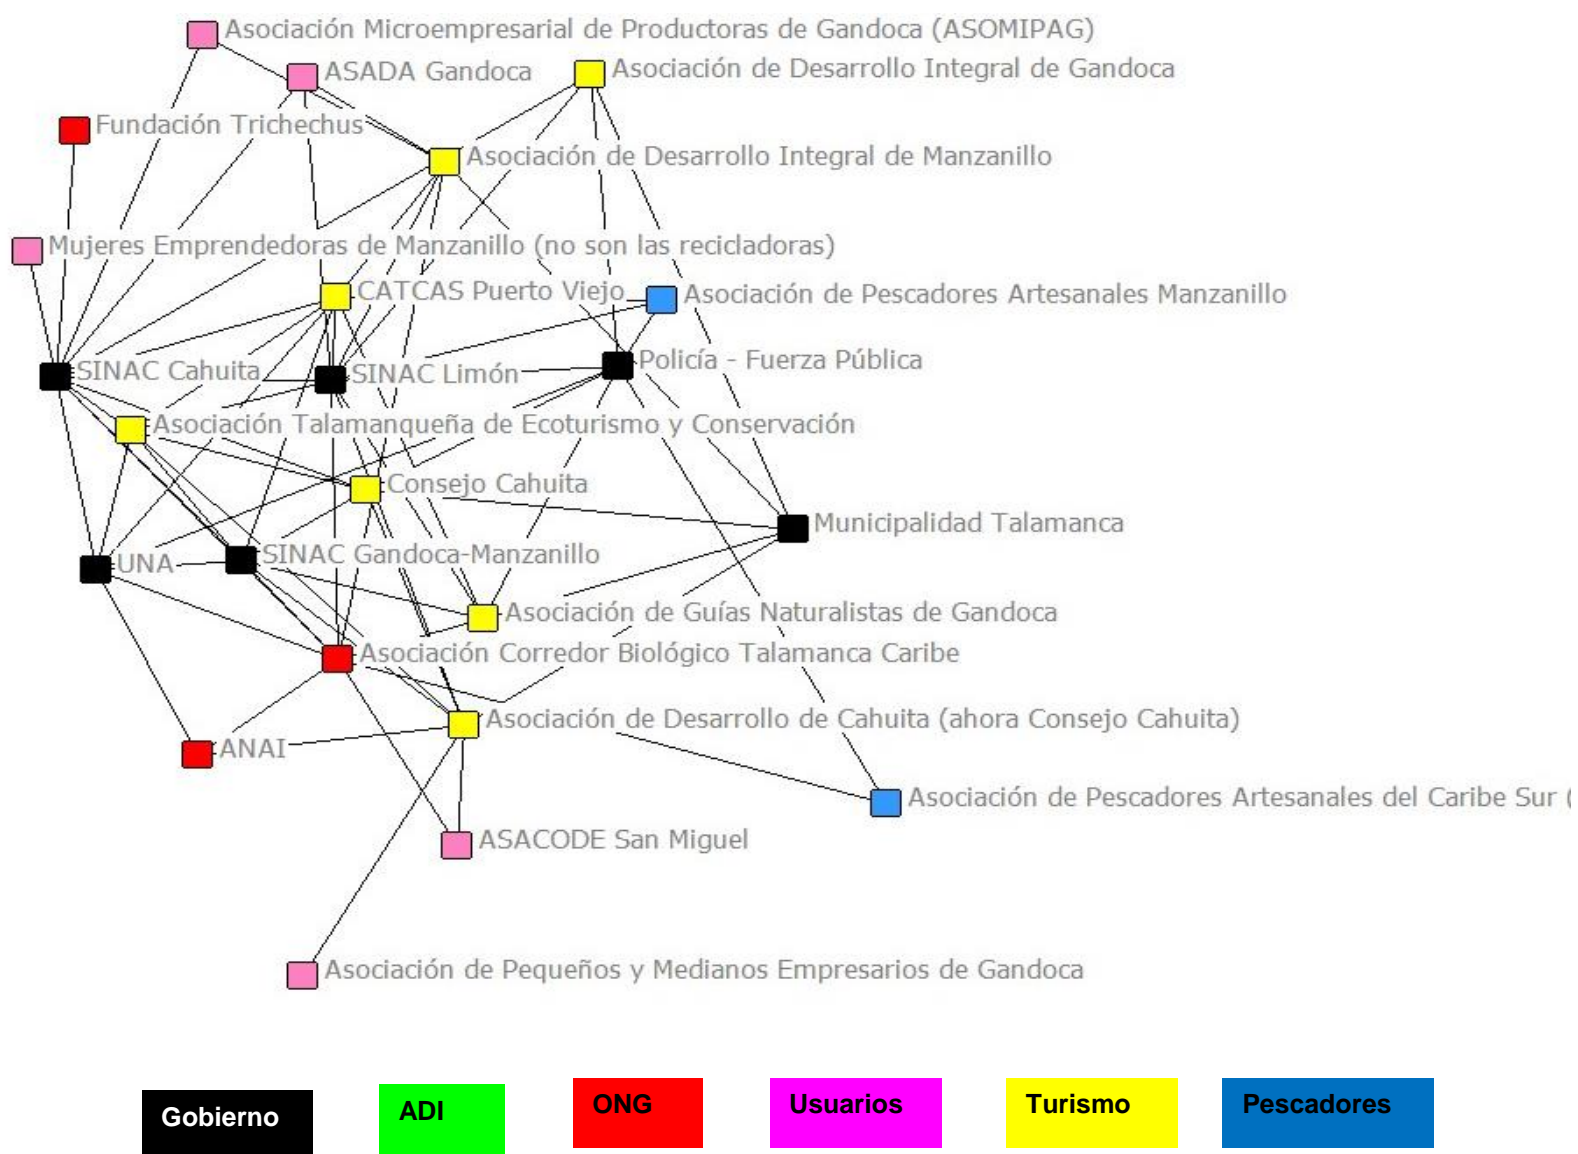 Asociación Microempresarial de Productoras de Gandoca (ASOMIPAG)
ASADA Gandoca
Asociación de Desarrollo Integral de Gandoca
Fundación Trichechus
Asociación de Desarrollo Integral de Manzanillo
Mujeres Emprendedoras de Manzanillo (no son las recicladoras)
CATCAS Puerto Viejo
Asociación de Pescadores Artesanales Manzanillo
SINAC Cahuita
SINAC Limón
Policía - Fuerza Pública
Asociación Talamanqueña de Ecoturismo y Conservación
Consejo Cahuita
Municipalidad Talamanca
UNA
SINAC Gandoca-Manzanillo
Asociación de Guías Naturalistas de Gandoca
Asociación Corredor Biológico Talamanca Caribe
Asociación de Desarrollo de Cahuita (ahora Consejo Cahuita)
ANAI
Asociación de Pescadores Artesanales del Caribe Sur (
ASACODE San Miguel
Asociación de Pequeños y Medianos Empresarios de Gandoca
Gobierno
ADI
ONG
Usuarios
Turismo
Pescadores